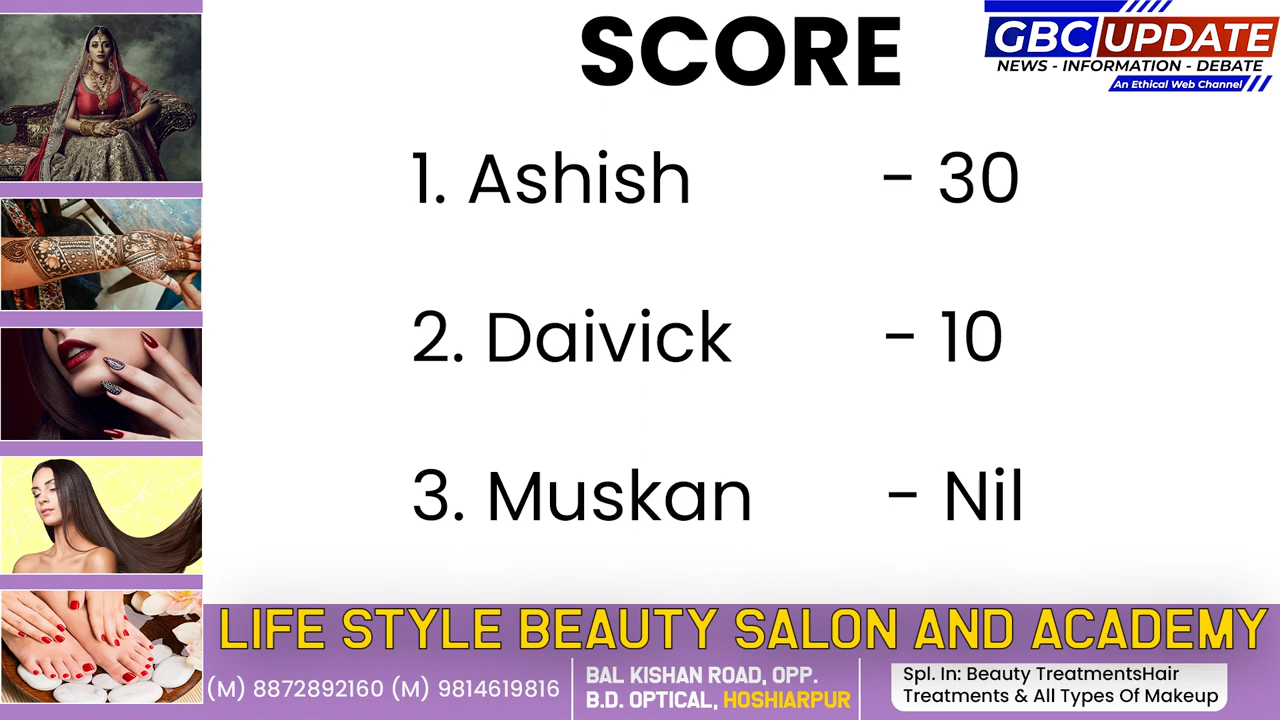 SCORE
GBC UPDATE
NEWS - INFORMATION - DEBATE
An Ethical Web Channel
1. Ashish - 30
2. Daivick - 10
3. Muskan - Nil
LIFE STYLE BEAUTY SALON AND ACADEMY
(M) 8872892160 (M) 9814619816
BAL KISHAN ROAD, OPP.
B.D. OPTICAL, HOSHIARPUR
Spl. In: Beauty TreatmentsHair
Treatments & All Types Of Makeup